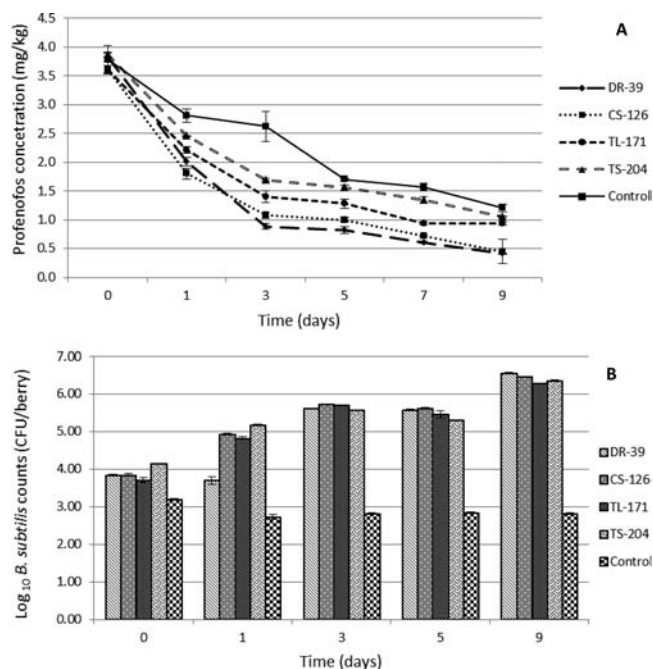 A
Profenofos concetration (mg/kg)
4.5
4.0
3.5
3.0
2.5
2.0
1.5
1.0
0.5
0.0
0 1 3 5 7 9
Time (days)
DR-39
CS-126
TL-171
TS-204
Control
B
Log10 B. subtilis counts (CFU/berry)
7.00
6.00
5.00
4.00
3.00
2.00
1.00
0.00
0 1 3 5 9
Time (days)
DR-39
CS-126
TL-171
TS-204
Control